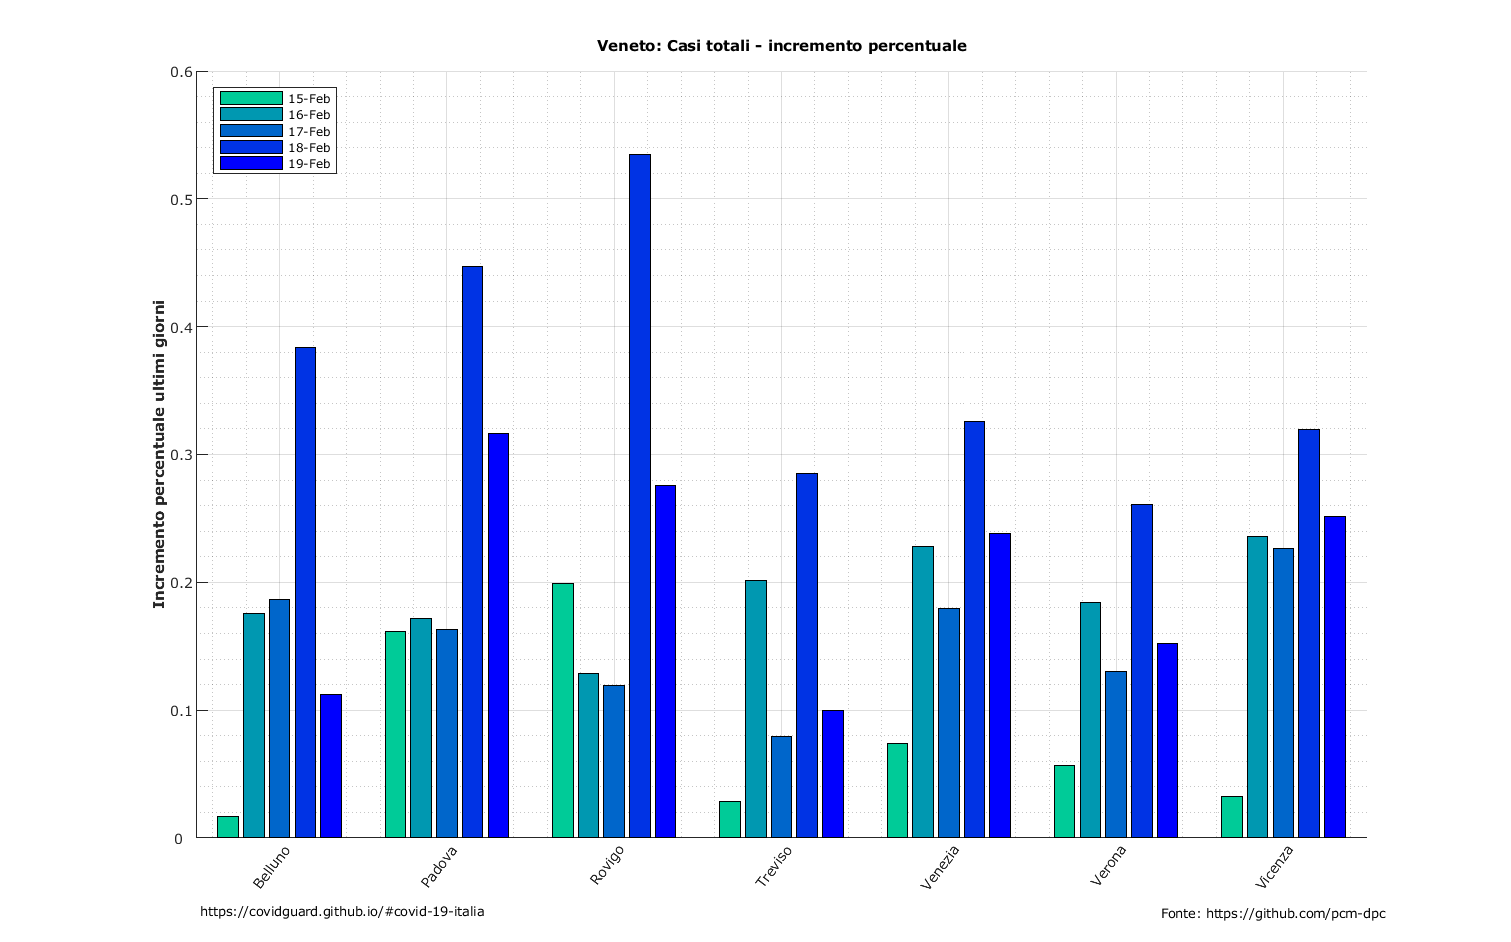 Veneto: Casi totali - incremento percentuale
0.6
0.5
0.4
0.3
0.2
0.1
0
Incremento percentuale ultimi giorni
15-Feb
16-Feb
17-Feb
18-Feb
19-Feb
Belluno
Padova
Rovigo
Treviso
Venezia
Verona
Vicenza
https://covidguard.github.io/#covid-19-italia
Fonte: https://github.com/pcm-dpc